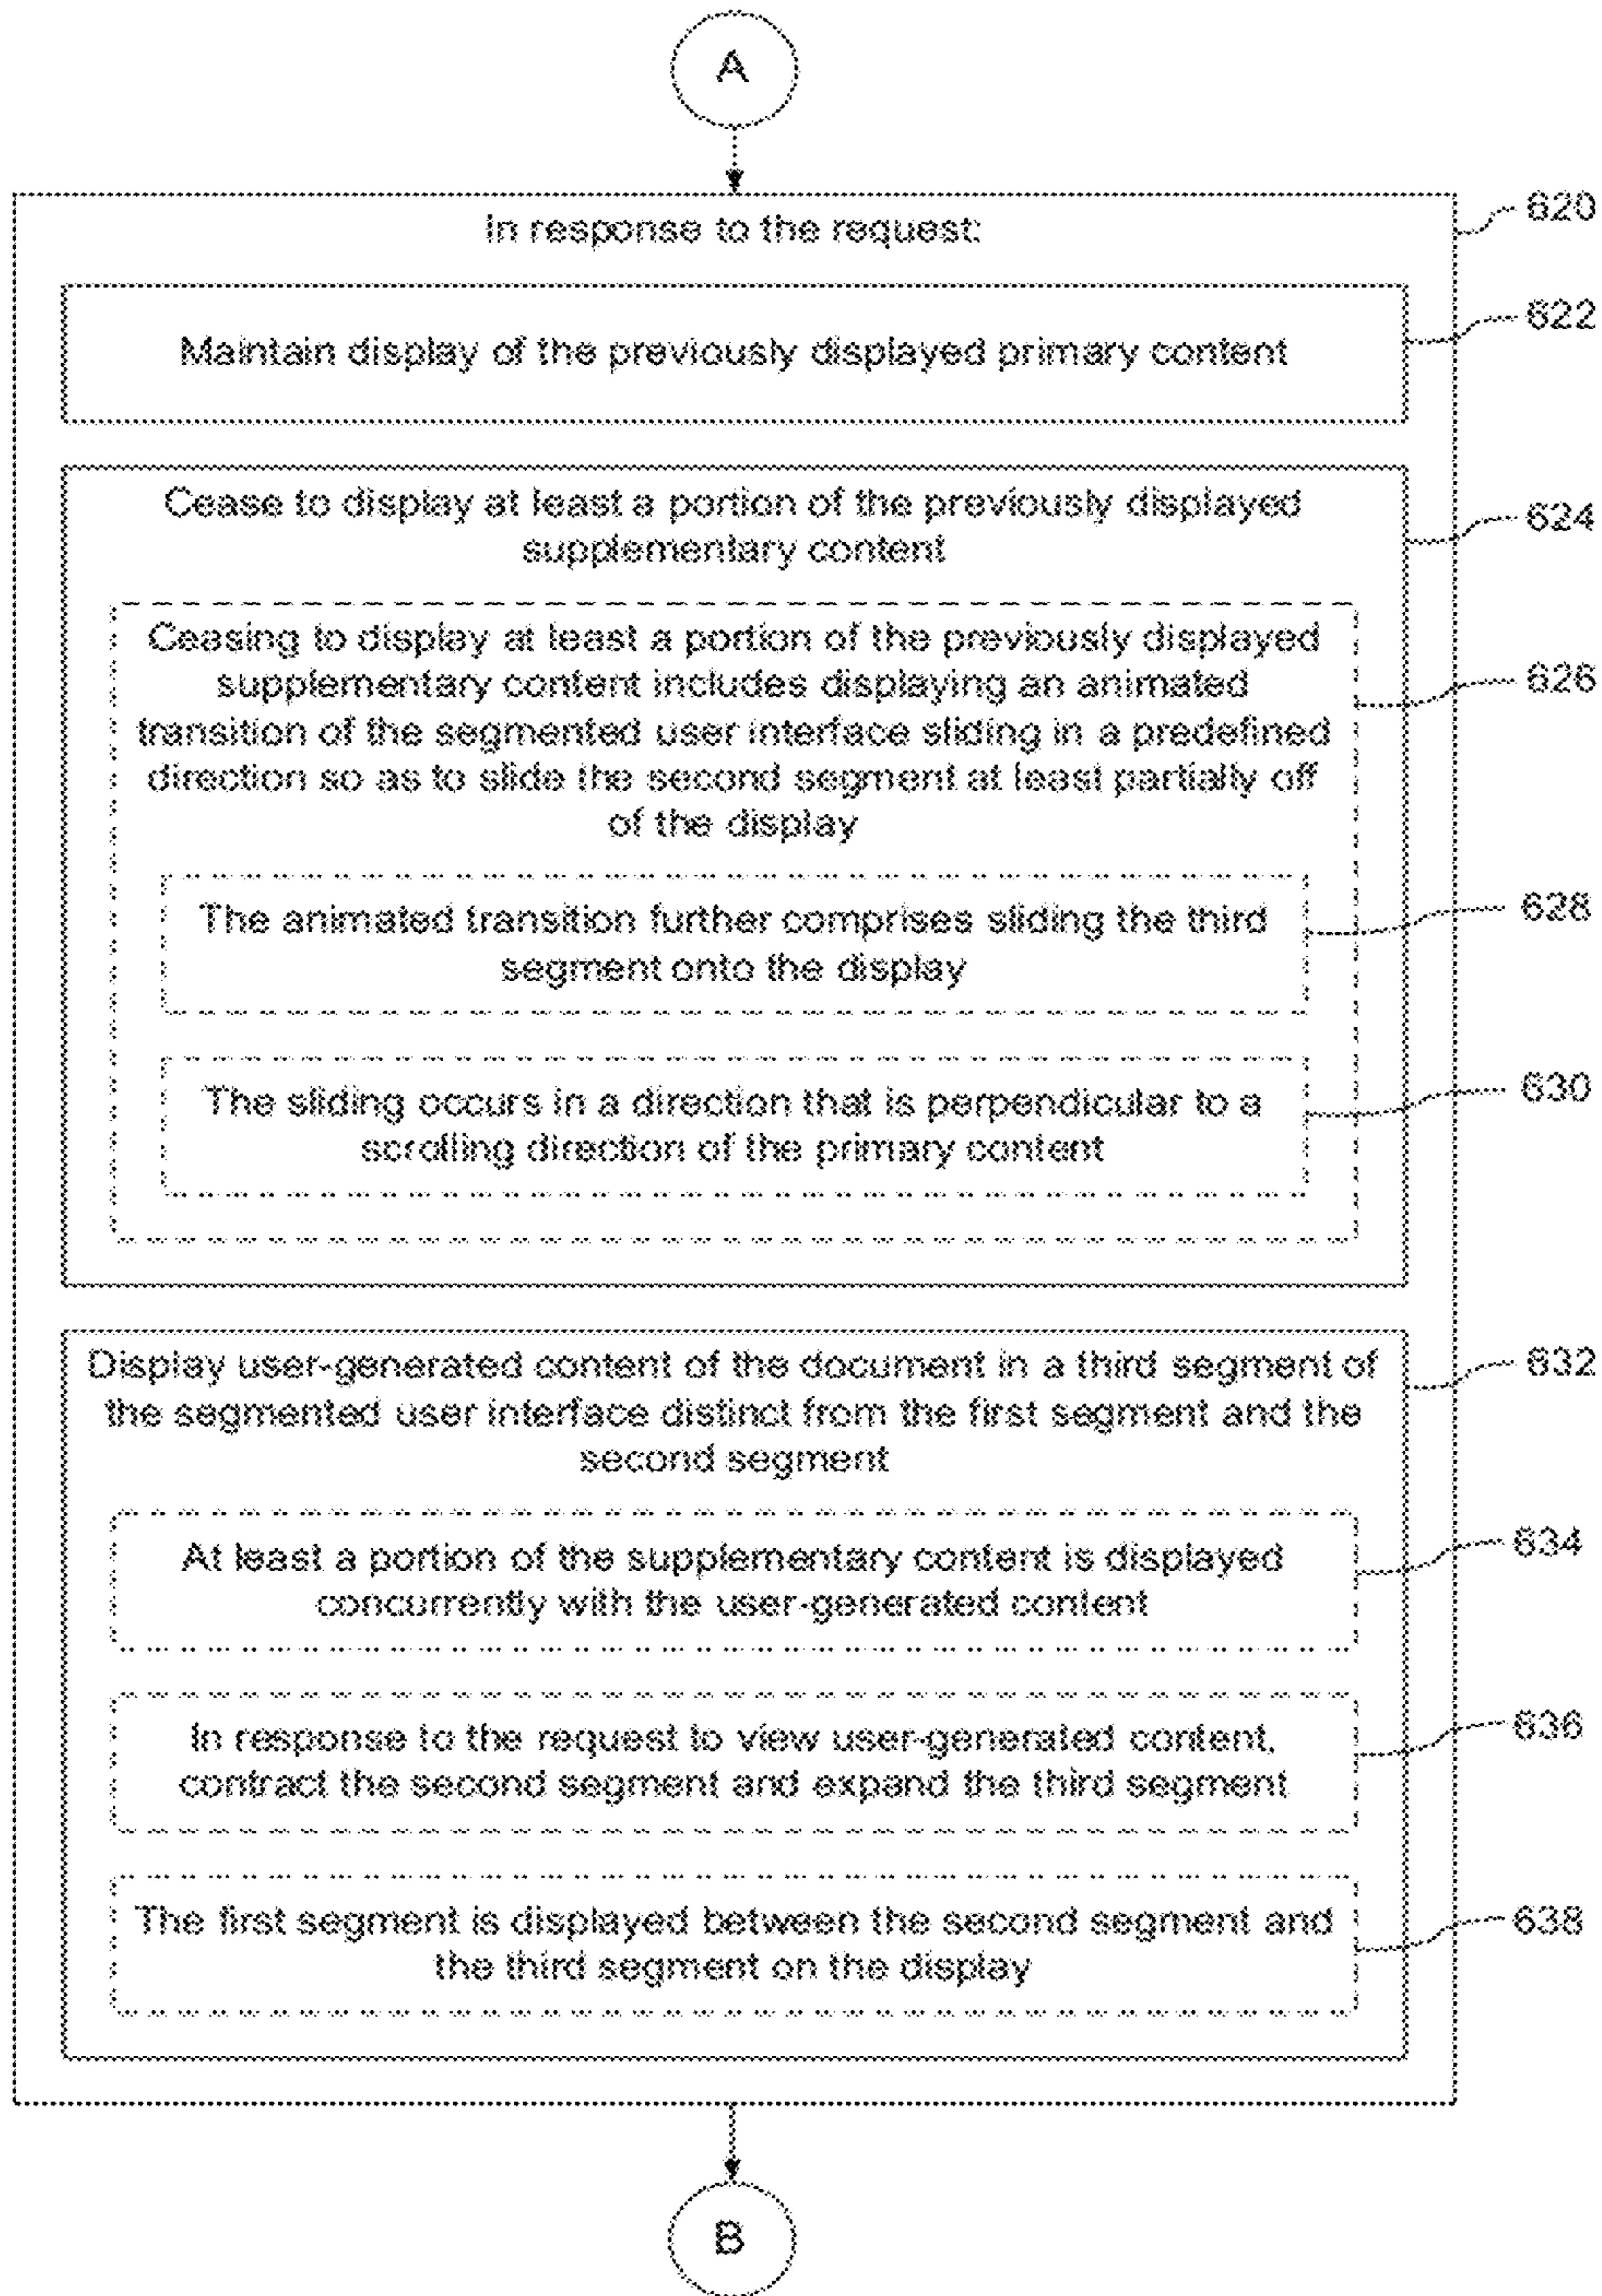 A
In response to the request:
620
Maintain display of the previously displayed primary content
622
Cease to display at least a portion of the previously displayed
supplementary content
624
Ceasing to display at least a portion of the previously displayed
supplementary content includes displaying an animated
transition of the segmented user interface sliding in a predefined
direction so as to slide the second segment at least partially off
of the display
626
The animated transition further comprises sliding the third
segment onto the display
628
The sliding occurs in a direction that is perpendicular to a
scrolling direction of the primary content
630
Display user-generated content of the document in a third segment of
the segmented user interface distinct from the first segment and the
second segment
632
At least a portion of the supplementary content is displayed
concurrently with the user-generated content
634
In response to the request to view user-generated content,
contract the second segment and expand the third segment
636
The first segment is displayed between the second segment and
the third segment on the display
638
B